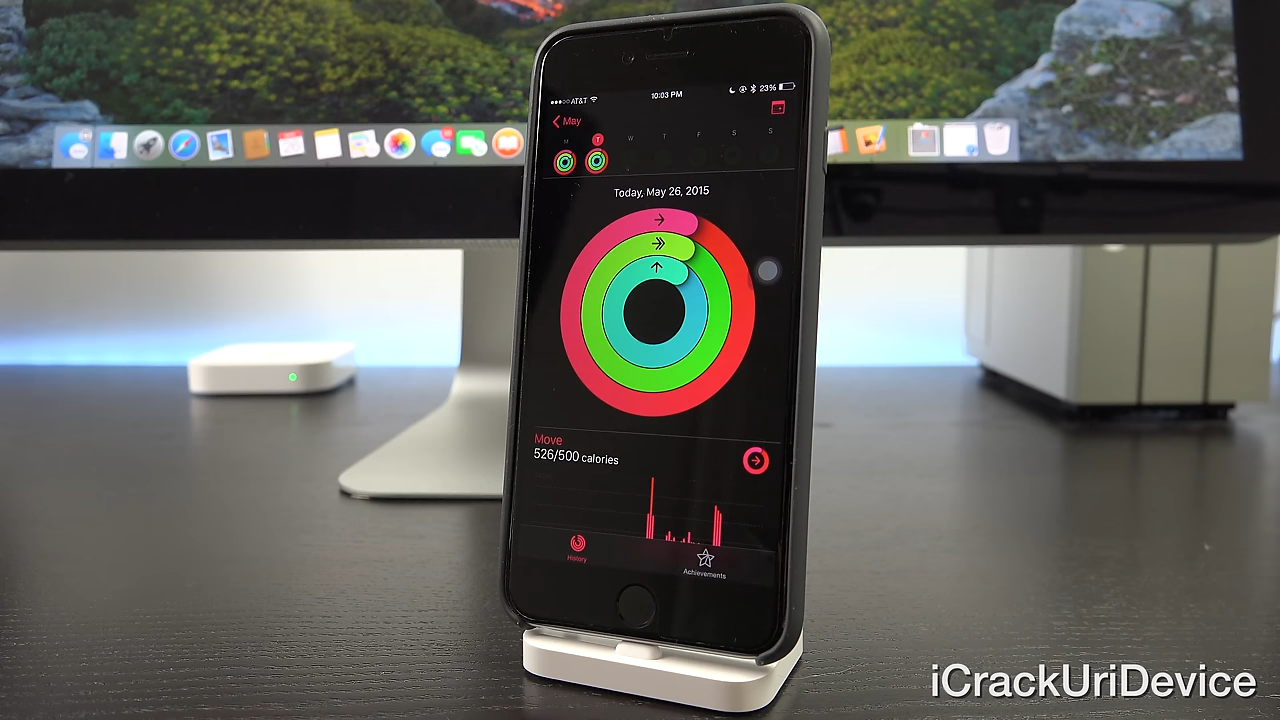 AT&T 10:03 PM 23%
May
M T W T F S S
Today, May 26, 2015
Move
526/500 calories
History
Achievements
iCrackUriDevice